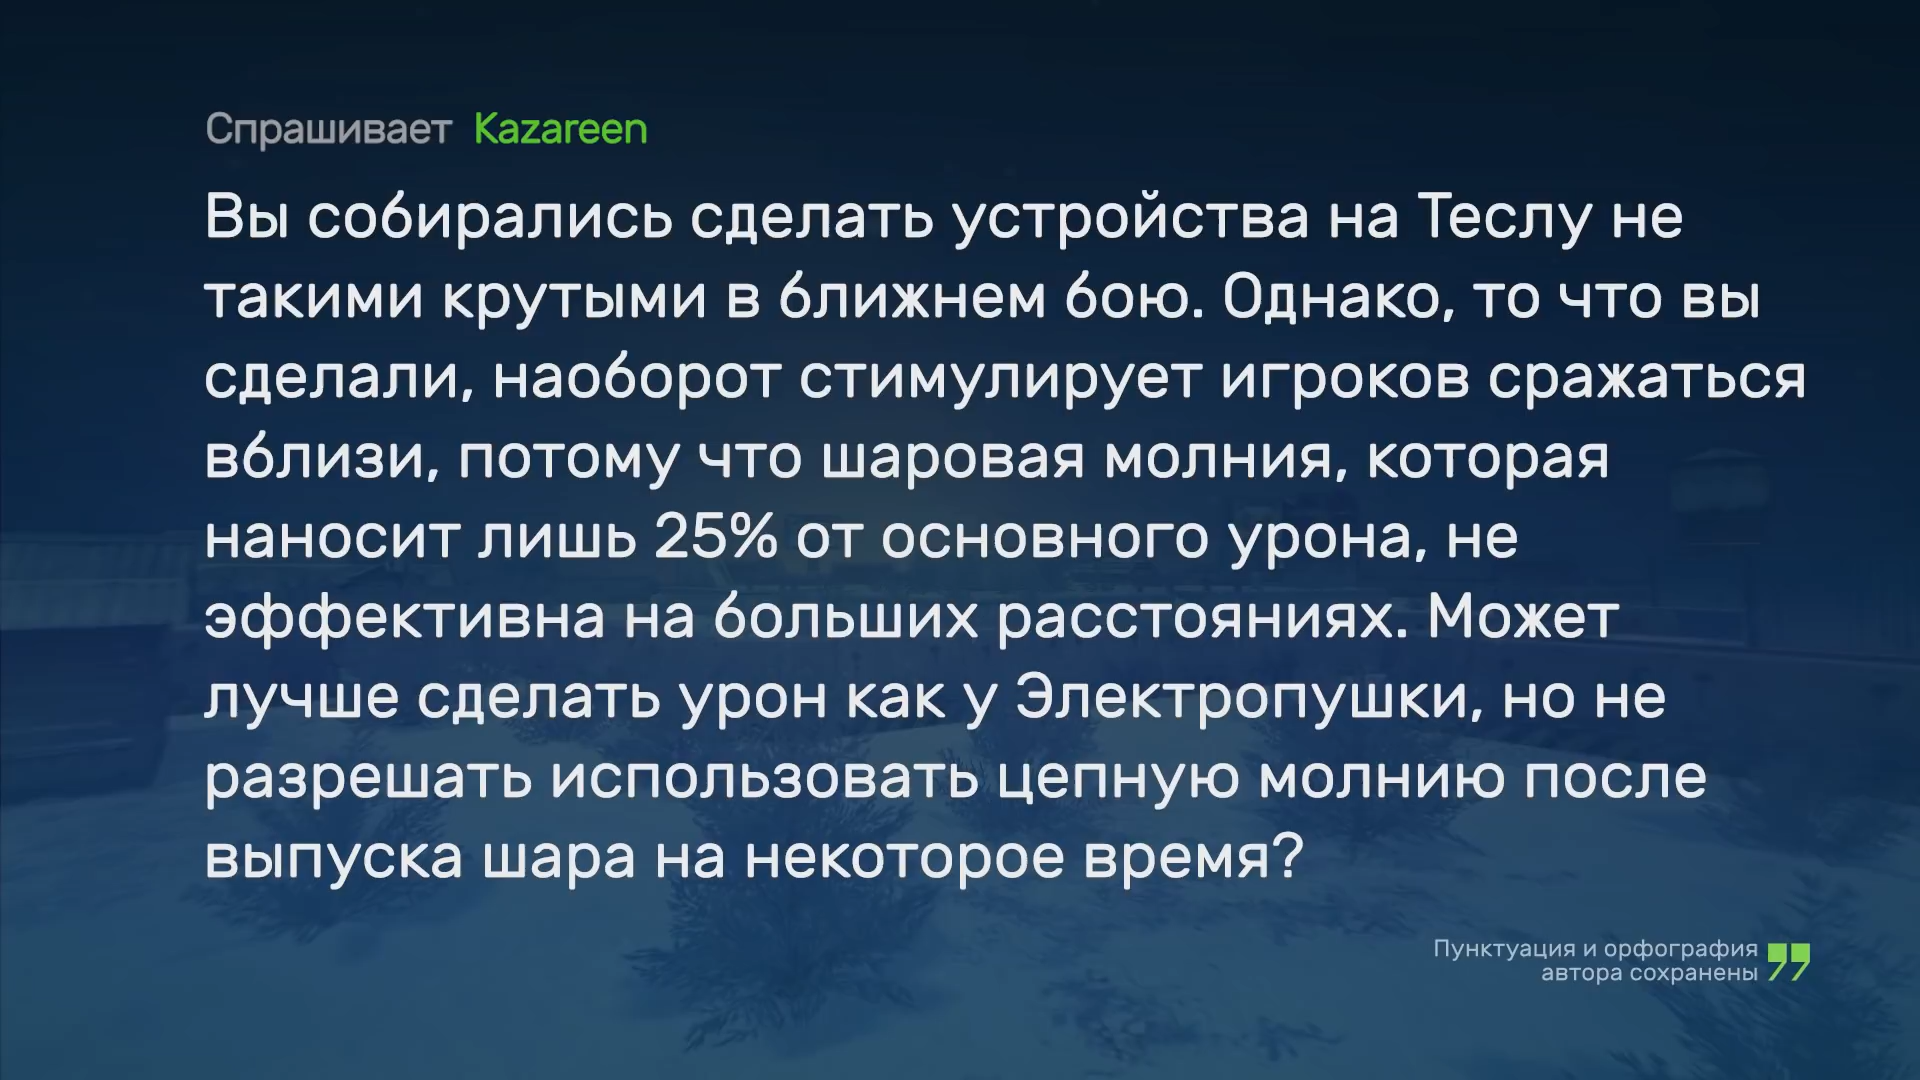 Спрашивает Kazareen
Вы собирались сделать устройства на Теслу не
такими крутыми в ближнем бою. Однако, то что вы
сделали, наоборот стимулирует игроков сражаться
вблизи, потому что шаровая молния, которая
наносит лишь 25% от основного урона, не
эффективна на больших расстояниях. Может
лучше сделать урон как у Электропушки, но не
разрешать использовать цепную молнию после
выпуска шара на некоторое время?
Пунктуация и орфография
автора сохранены